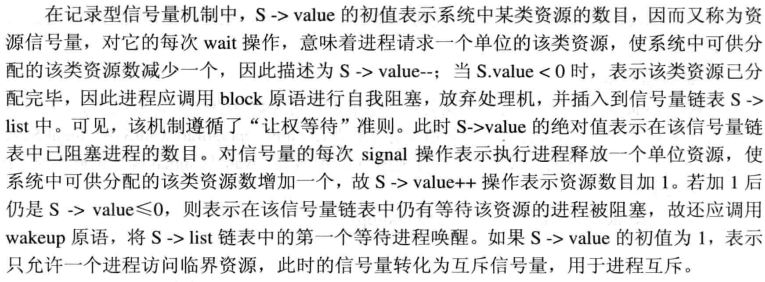 在记录型信号量机制中，S -> value 的初值表示系统中某类资源的数目，因而又称为资
源信号量，对它的每次 wait 操作，意味着进程请求一个单位的该类资源，使系统中可供分
配的该类资源数减少一个，因此描述为 S -> value--；当 S.value < 0 时，表示该类资源已分
配完毕，因此进程应调用 block 原语进行自我阻塞，放弃处理机，并插入到信号量链表 S ->
list 中。可见，该机制遵循了“让权等待”准则。此时 S->value 的绝对值表示在该信号量链
表中已阻塞进程的数目。对信号量的每次 signal 操作表示执行进程释放一个单位资源，使
系统中可供分配的该类资源数增加一个，故 S -> value++ 操作表示资源数目加 1。若加 1 后
仍是 S -> value≤0，则表示在该信号量链表中仍有等待该资源的进程被阻塞，故还应调用
wakeup 原语，将 S -> list 链表中的第一个等待进程唤醒。如果 S -> value 的初值为 1，表示
只允许一个进程访问临界资源，此时的信号量转化为互斥信号量，用于进程互斥。